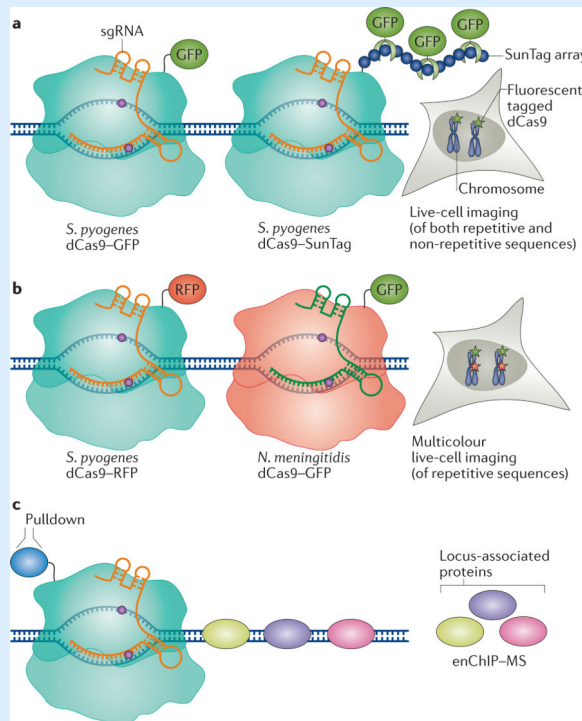 a
sgRNA
GFP
GFP
GFP
GFP
SunTag array
Fluorescent
tagged
dCas9
Chromosome
S. pyogenes
dCas9–GFP
S. pyogenes
dCas9–SunTag
Live-cell imaging
(of both repetitive and
non-repetitive sequences)
b
RFP
GFP
S. pyogenes
dCas9–RFP
N. meningitidis
dCas9–GFP
Multicolour
live-cell imaging
(of repetitive sequences)
c
Pulldown
Locus-associated
proteins
enChIP–MS